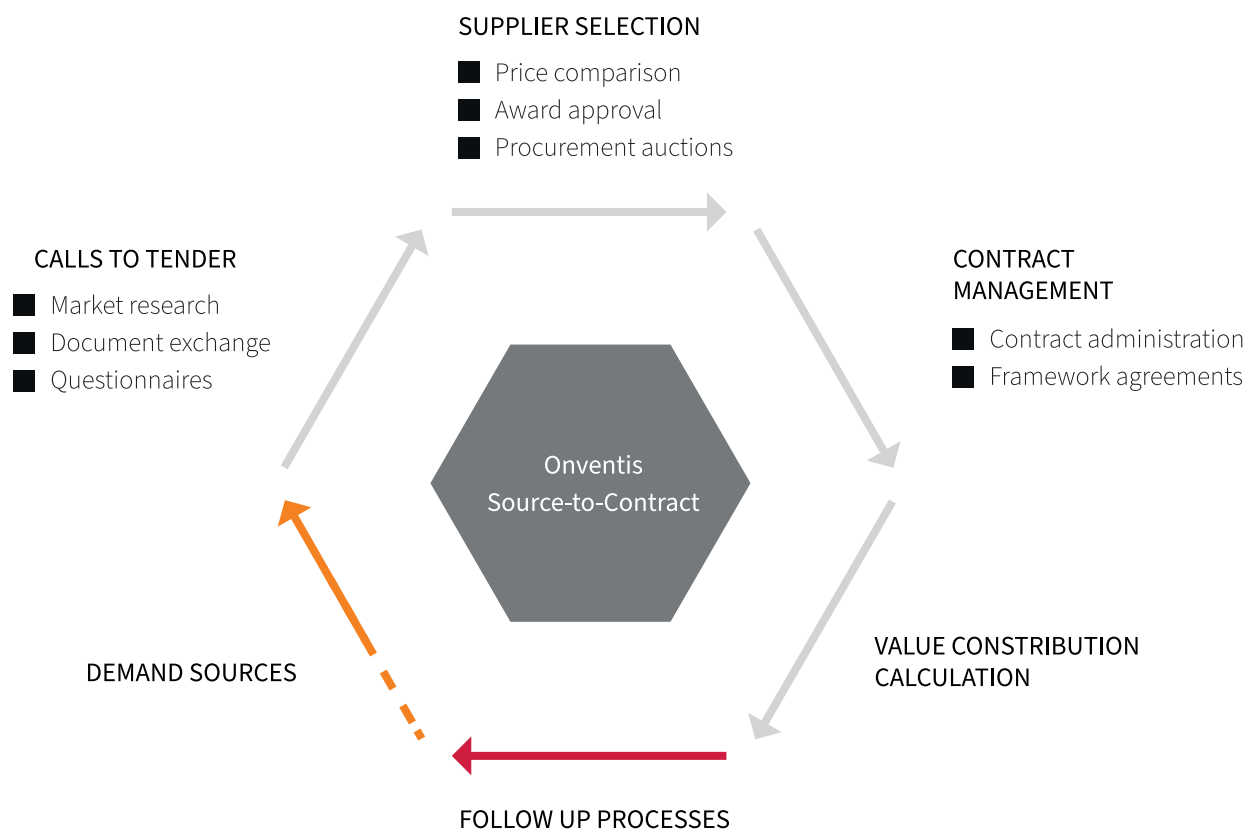 SUPPLIER SELECTION
Price comparison
Award approval
Procurement auctions
CALLS TO TENDER
Market research
Document exchange
Questionnaires
CONTRACT
MANAGEMENT
Contract administration
Framework agreements
Onventis
Source-to-Contract
DEMAND SOURCES
VALUE CONSTRIBUTION
CALCULATION
FOLLOW UP PROCESSES